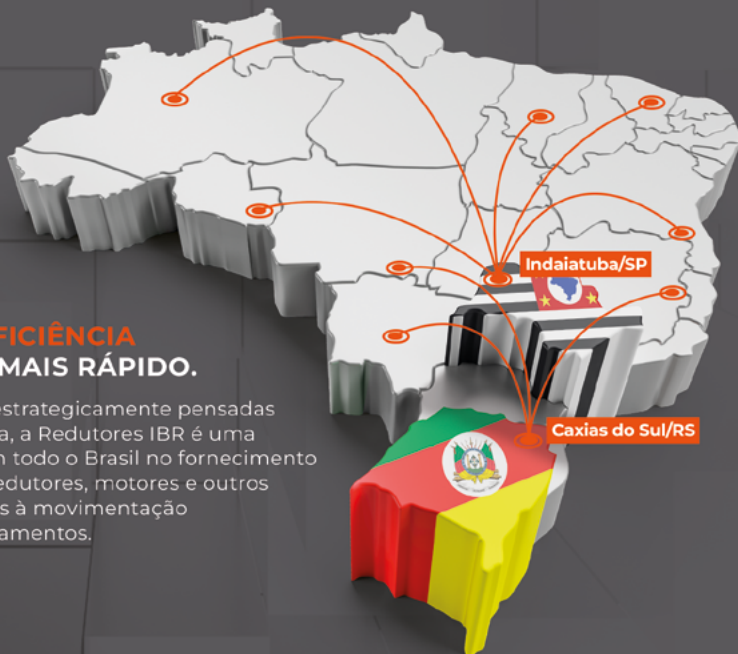 Indaiatuba/SP
FICIÊNCIA
MAIS RÁPIDO.
estrategicamente pensadas
a, a Redutores IBR é uma
m todo o Brasil no fornecimento
redutores, motores e outros
s à movimentação
amentos.
Caxias do Sul/RS